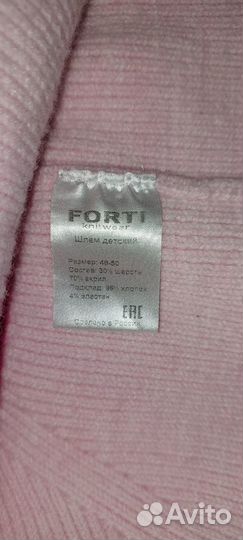 FORTI
knitwear
Шлем детский
Размер: 48-50
Состав: 30% шерсть
70% акрил
Подклад: 96% хлопок
4% эластан
EAC
Сделано в России
Avito